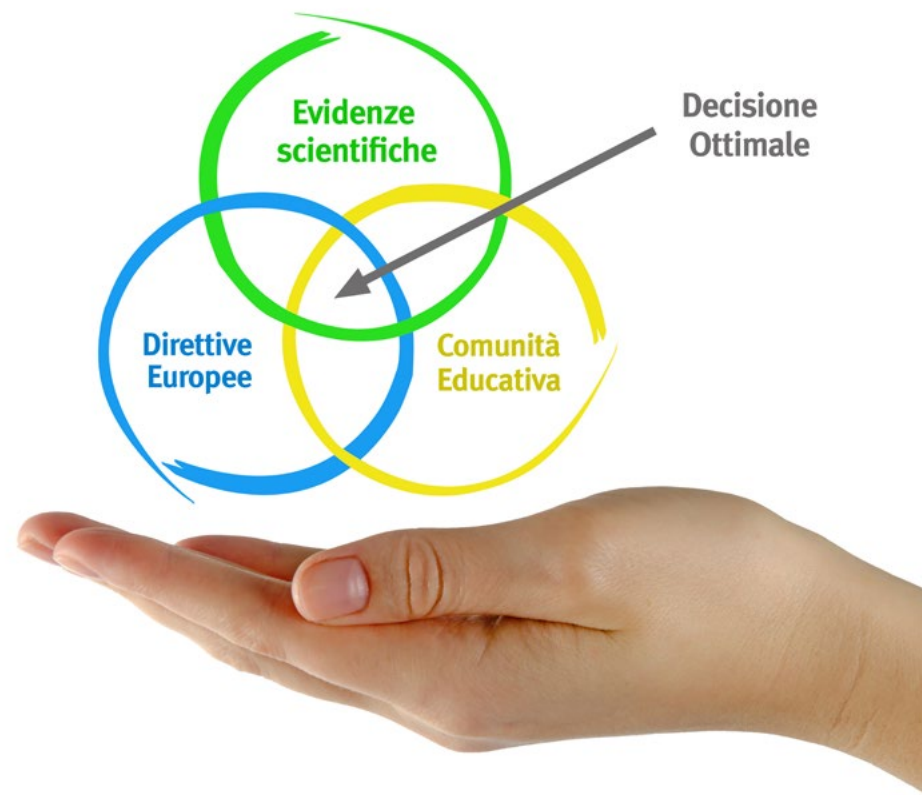 Evidenze
scientifiche
Decisione
Ottimale
Direttive
Europee
Comunità
Educativa